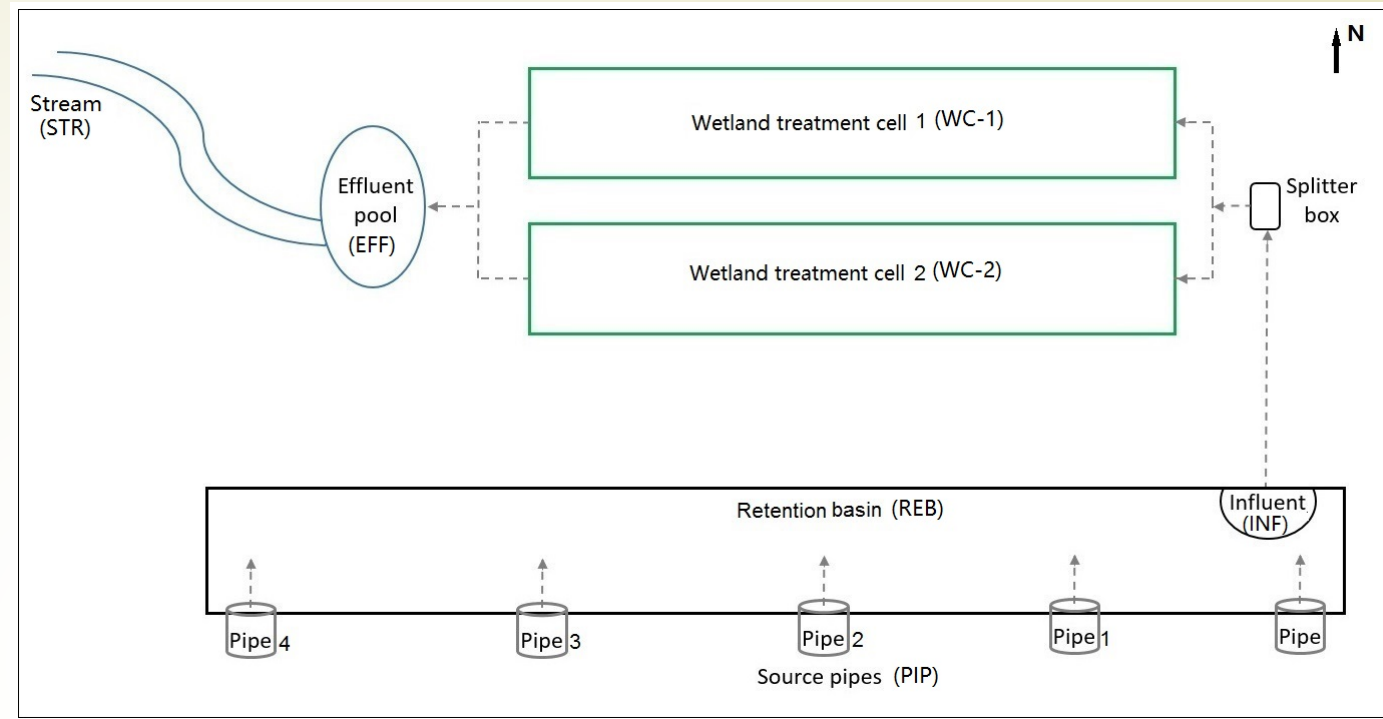 N
Stream
(STR)
Effluent
pool
(EFF)
Wetland treatment cell 1 (WC-1)
Wetland treatment cell 2 (WC-2)
Splitter
box
Retention basin (REB)
Influent
(INF)
Pipe 4
Pipe 3
Pipe 2
Pipe 1
Pipe
Source pipes (PIP)